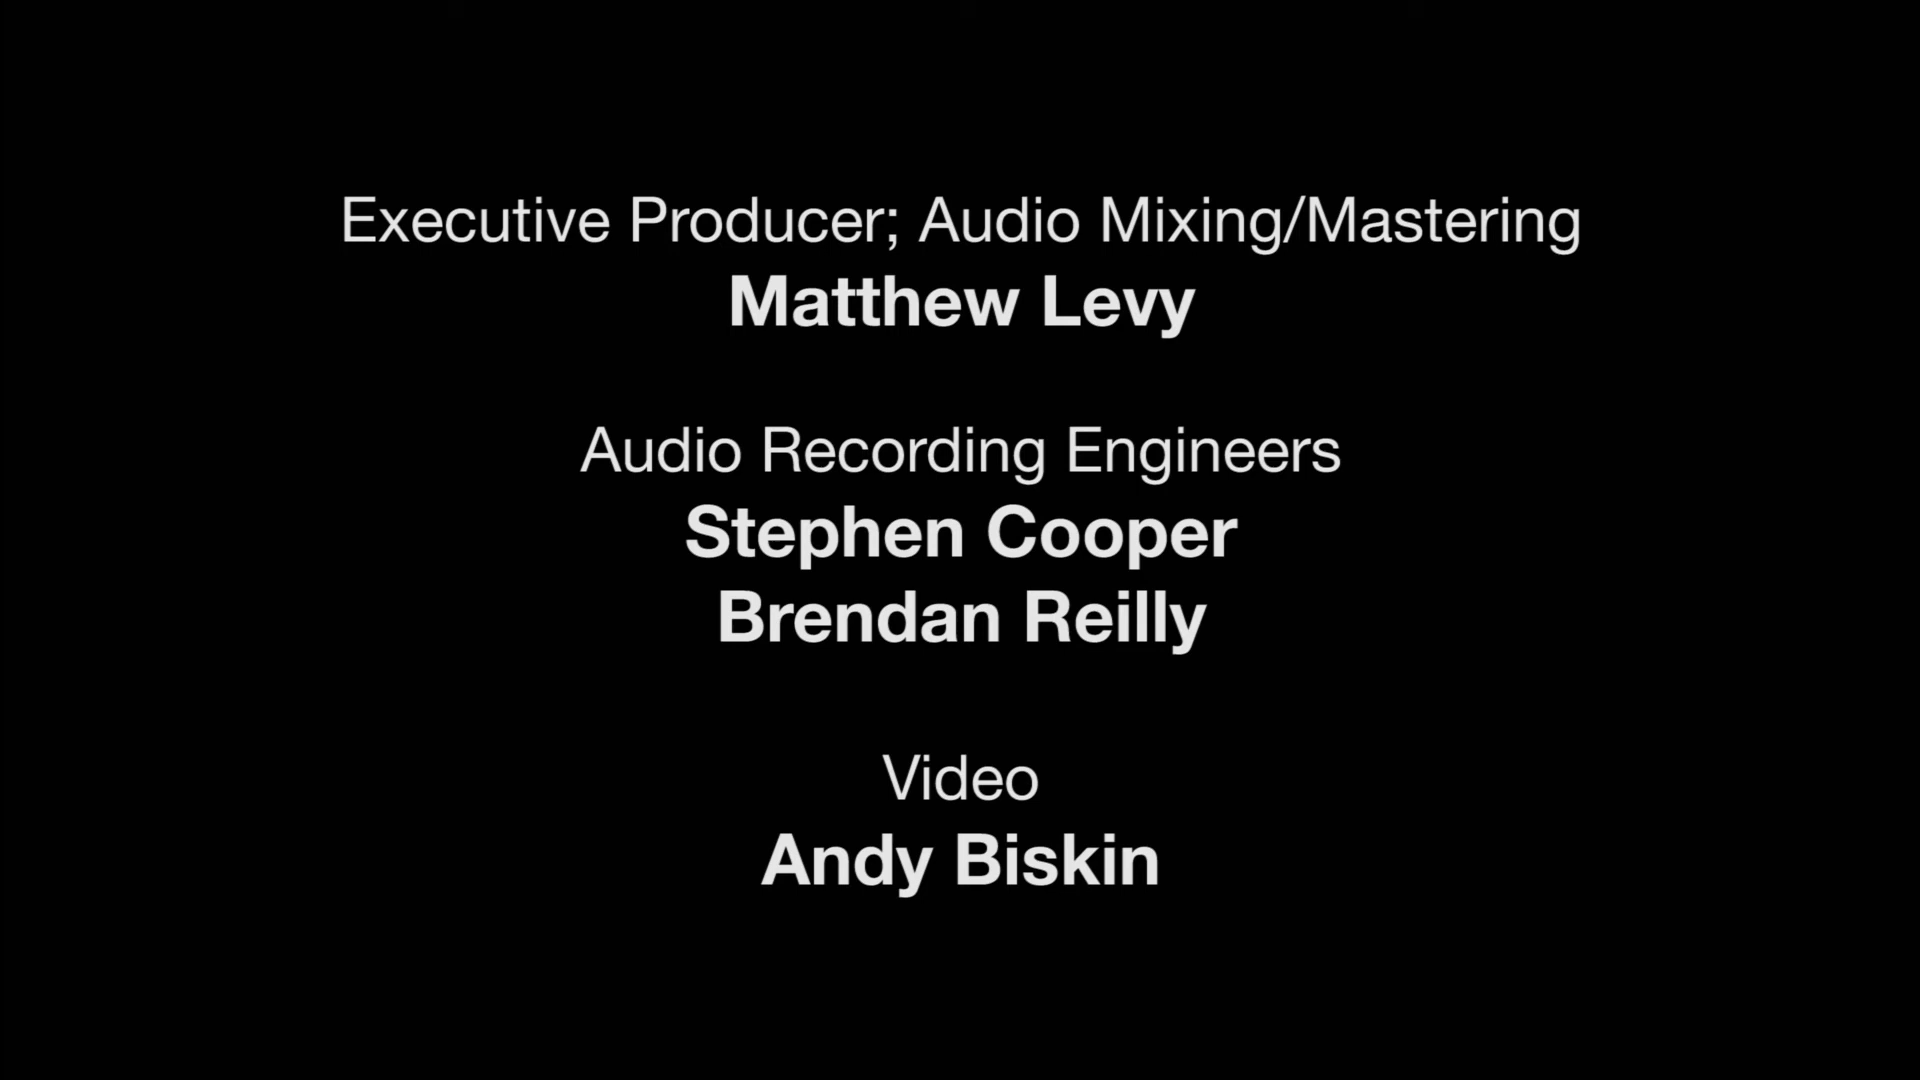 Executive Producer; Audio Mixing/Mastering
Matthew Levy
Audio Recording Engineers
Stephen Cooper
Brendan Reilly
Video
Andy Biskin